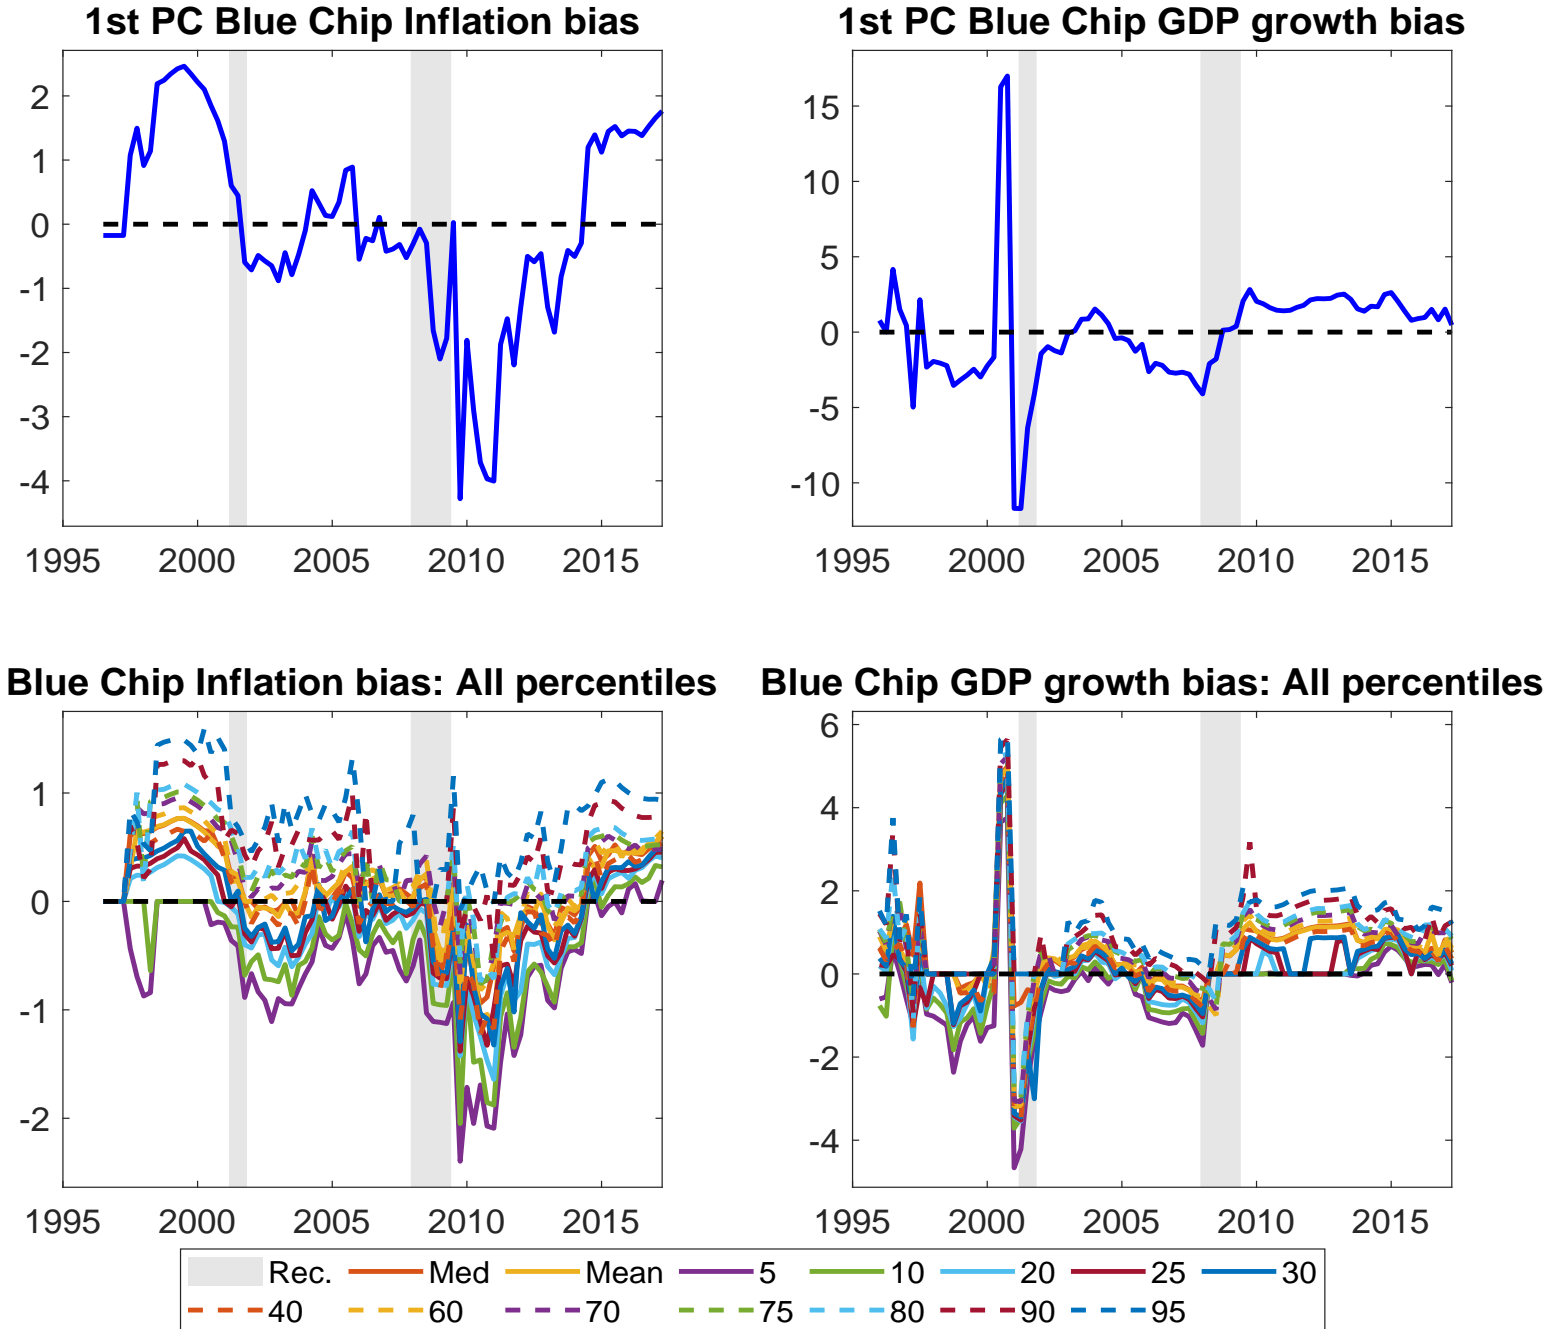 1st PC Blue Chip Inflation bias
2
1
0
-1
-2
-3
-4
1995 2000 2005 2010 2015
1st PC Blue Chip GDP growth bias
15
10
5
0
-5
-10
1995 2000 2005 2010 2015
Blue Chip Inflation bias: All percentiles
1
0
-1
-2
1995 2000 2005 2010 2015
Blue Chip GDP growth bias: All percentiles
6
4
2
0
-2
-4
1995 2000 2005 2010 2015
Rec. Med Mean 5 10 20 25 30
40 60 70 75 80 90 95